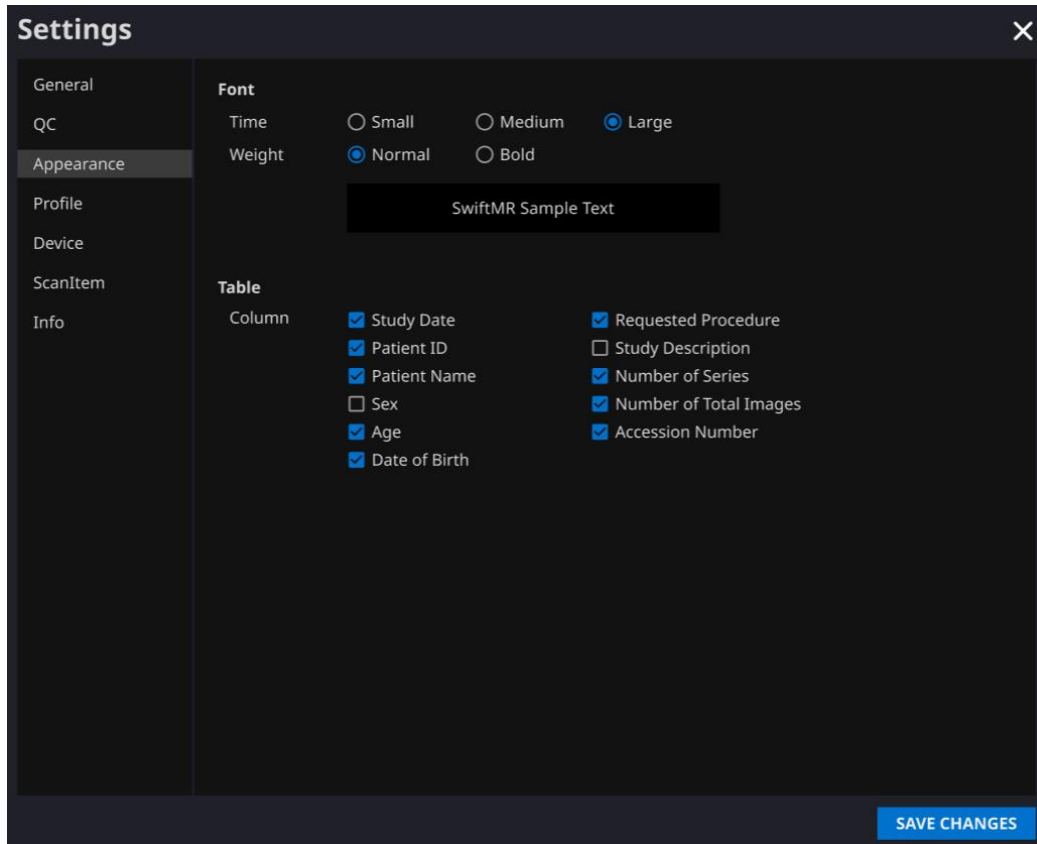 Settings
General
QC
Appearance
Profile
Device
ScanItem
Info
Font
Time Small Medium Large
Weight Normal Bold
SwiftMR Sample Text
Table
Column
Study Date
Patient ID
Patient Name
Sex
Age
Date of Birth
Requested Procedure
Study Description
Number of Series
Number of Total Images
Accession Number
SAVE CHANGES